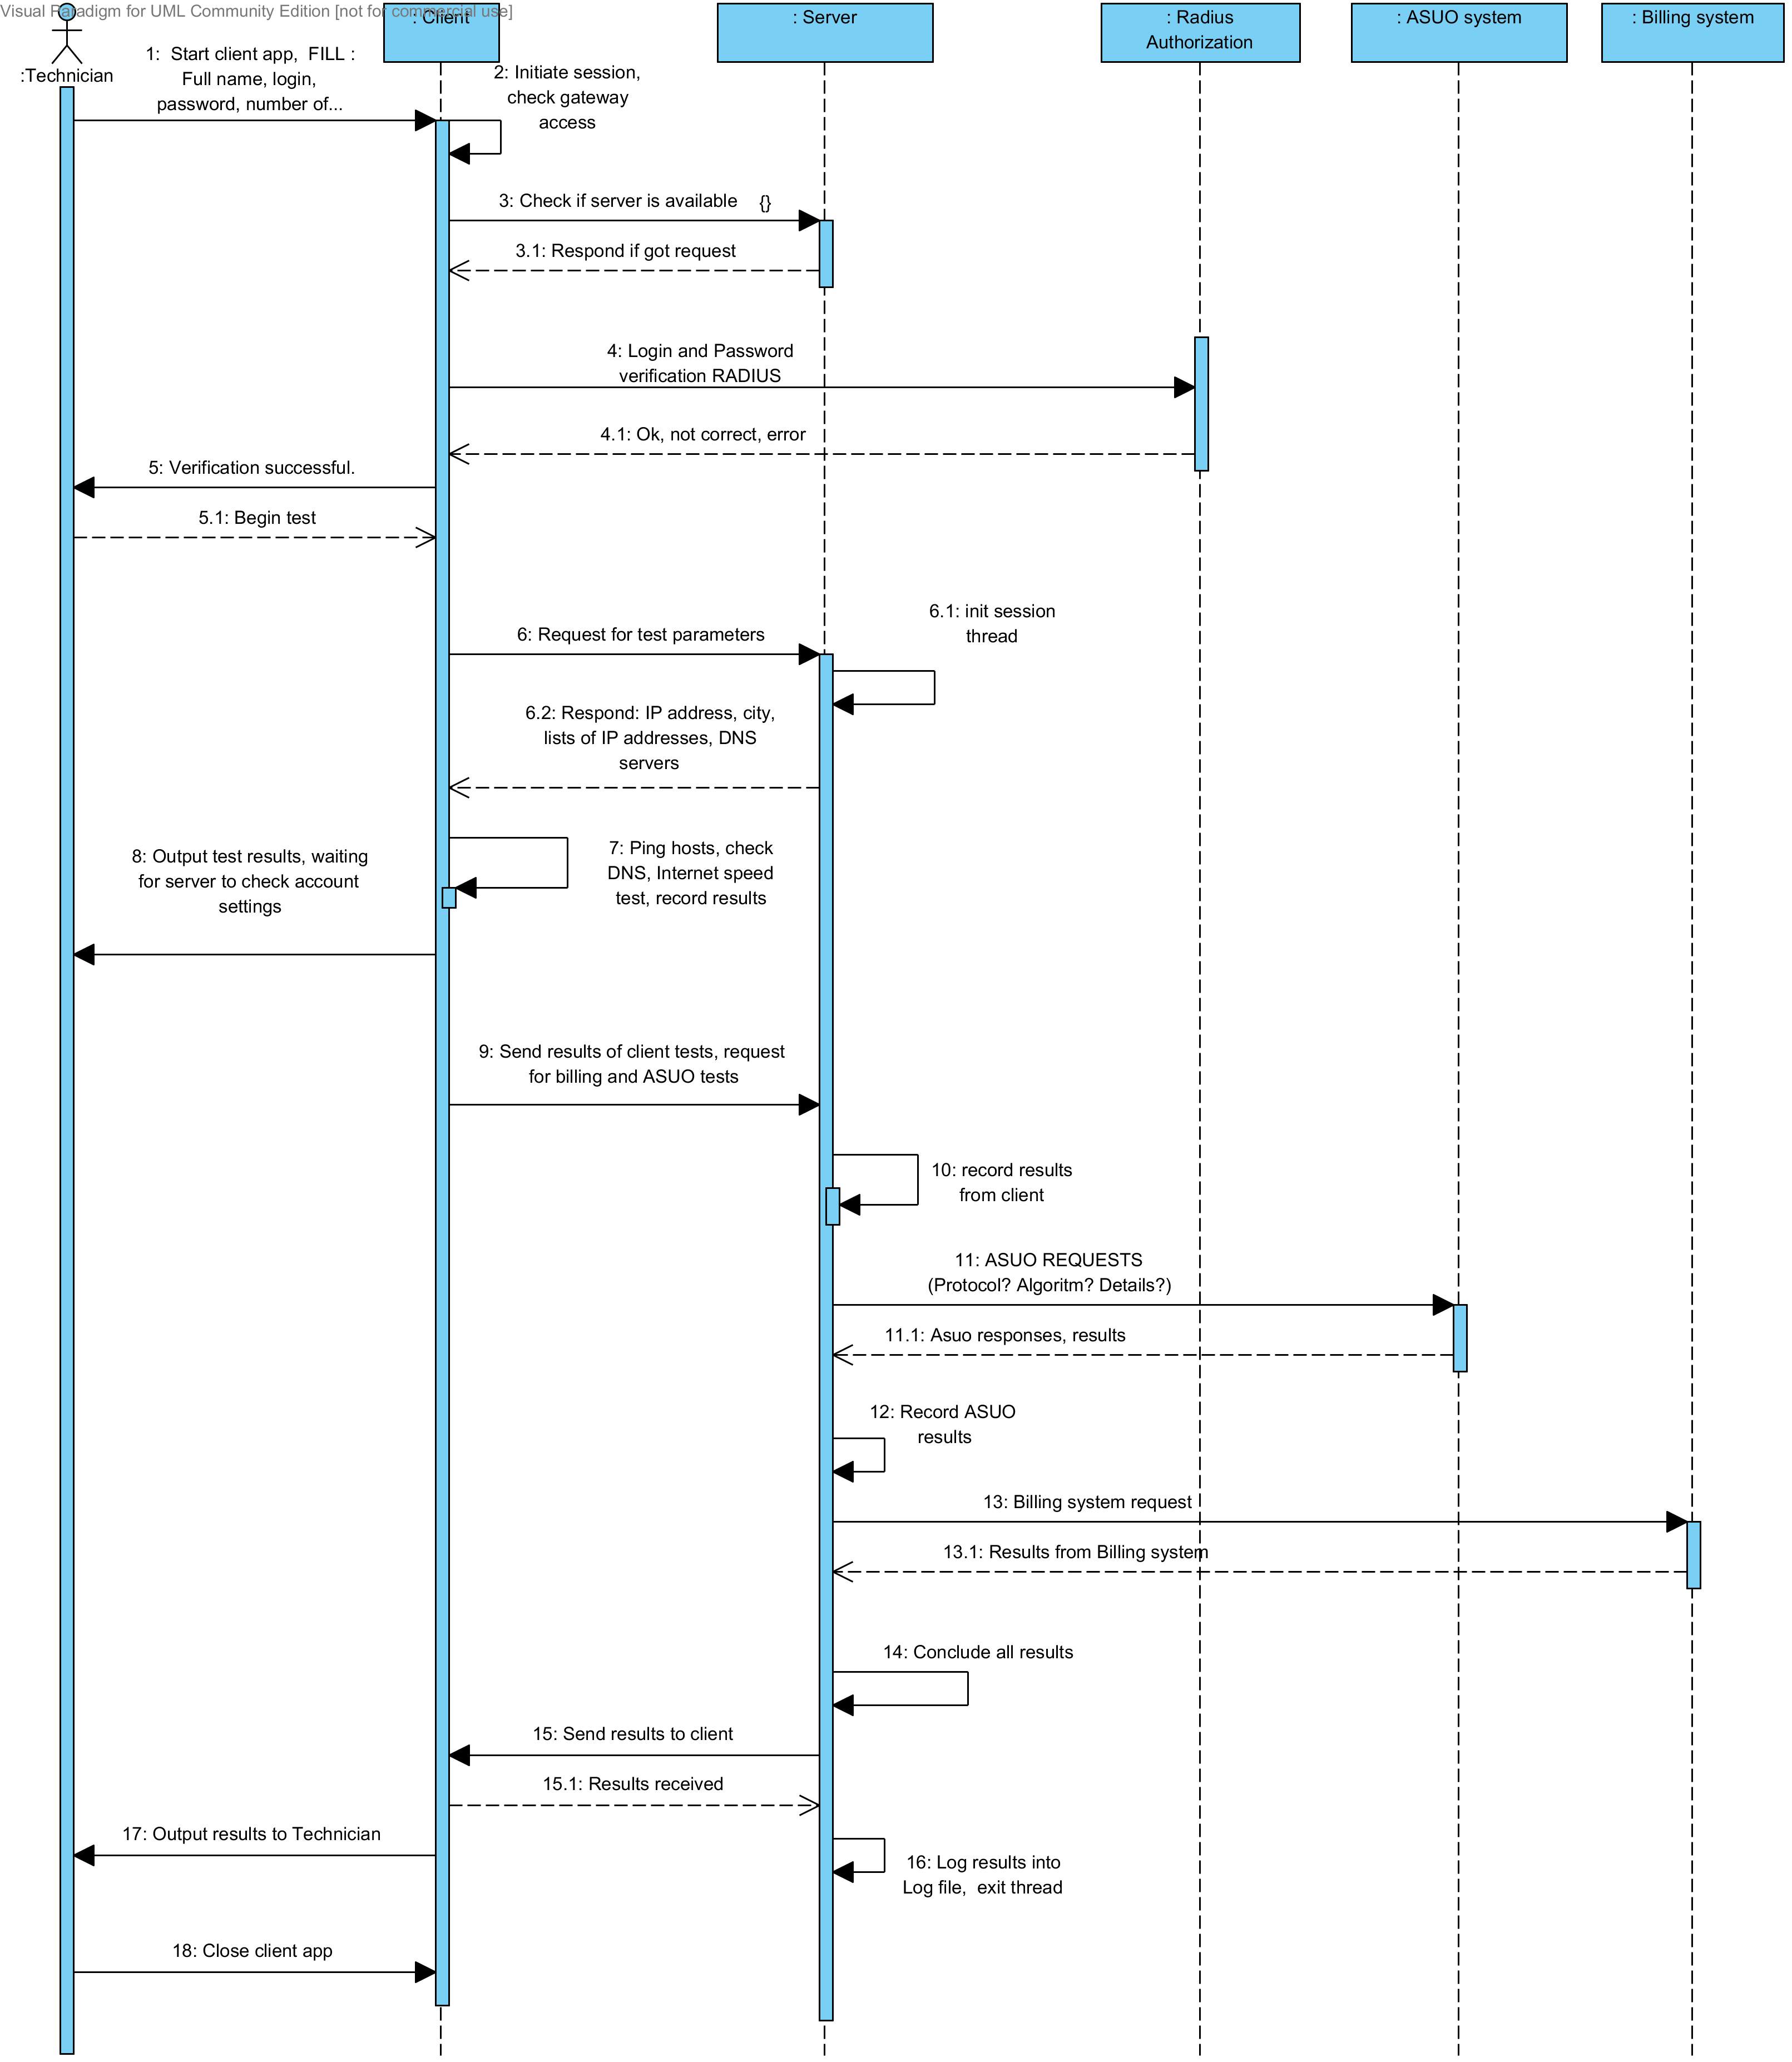 Visual Paradigm for UML Community Edition [not for commercial use]
: Client
: Server
: Radius
Authorization
: ASUO system
: Billing system
:Technician
1:  Start client app,  FILL :
Full name, login,
password, number of...
2: Initiate session,
check gateway
access
3: Check if server is available
{}
3.1: Respond if got request
4: Login and Password
verification RADIUS
4.1: Ok, not correct, error
5: Verification successful.
5.1: Begin test
6: Request for test parameters
6.1: init session
thread
6.2: Respond: IP address, city,
lists of IP addresses, DNS
servers
7: Ping hosts, check
DNS, Internet speed
test, record results
8: Output test results, waiting
for server to check account
settings
9: Send results of client tests, request
for billing and ASUO tests
10: record results
from client
11: ASUO REQUESTS
(Protocol? Algoritm? Details?)
11.1: Asuo responses, results
12: Record ASUO
results
13: Billing system request
13.1: Results from Billing system
14: Conclude all results
15: Send results to client
15.1: Results received
17: Output results to Technician
16: Log results into
Log file,  exit thread
18: Close client app